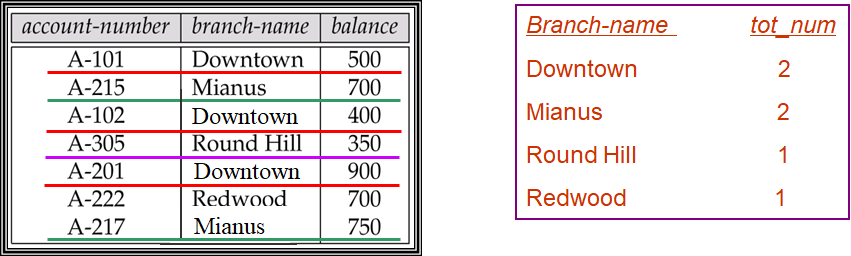 account-number branch-name balance
A-101 Downtown 500
A-215 Mianus 700
A-102 Downtown 400
A-305 Round Hill 350
A-201 Downtown 900
A-222 Redwood 700
A-217 Mianus 750
Branch-name tot_num
Downtown 2
Mianus 2
Round Hill 1
Redwood 1